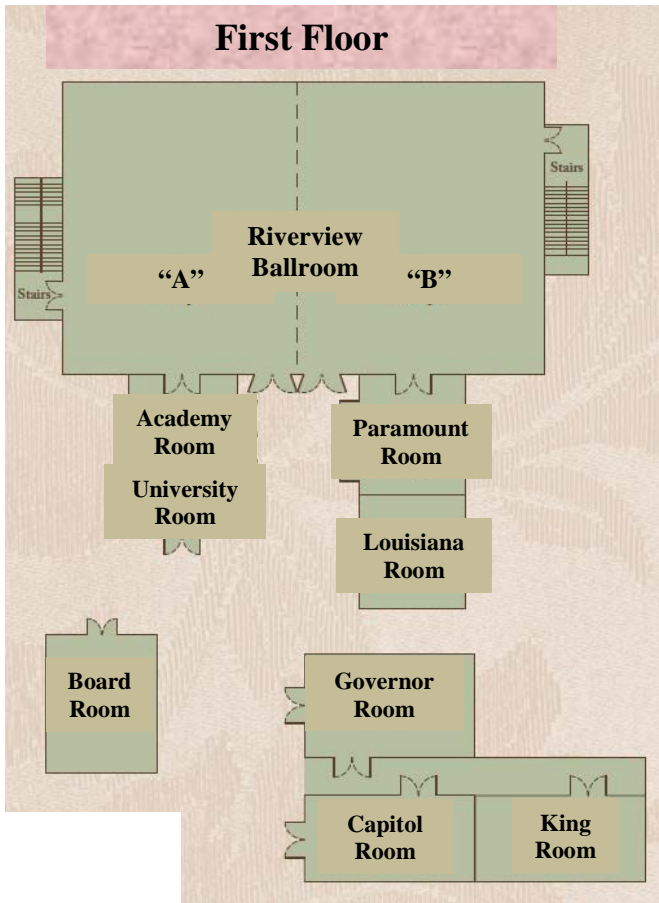 First Floor
Stairs
Riverview
Ballroom
“A”
“B”
Stairs
Academy
Room
Paramount
Room
University
Room
Louisiana
Room
Board
Room
Governor
Room
Capitol
Room
King
Room